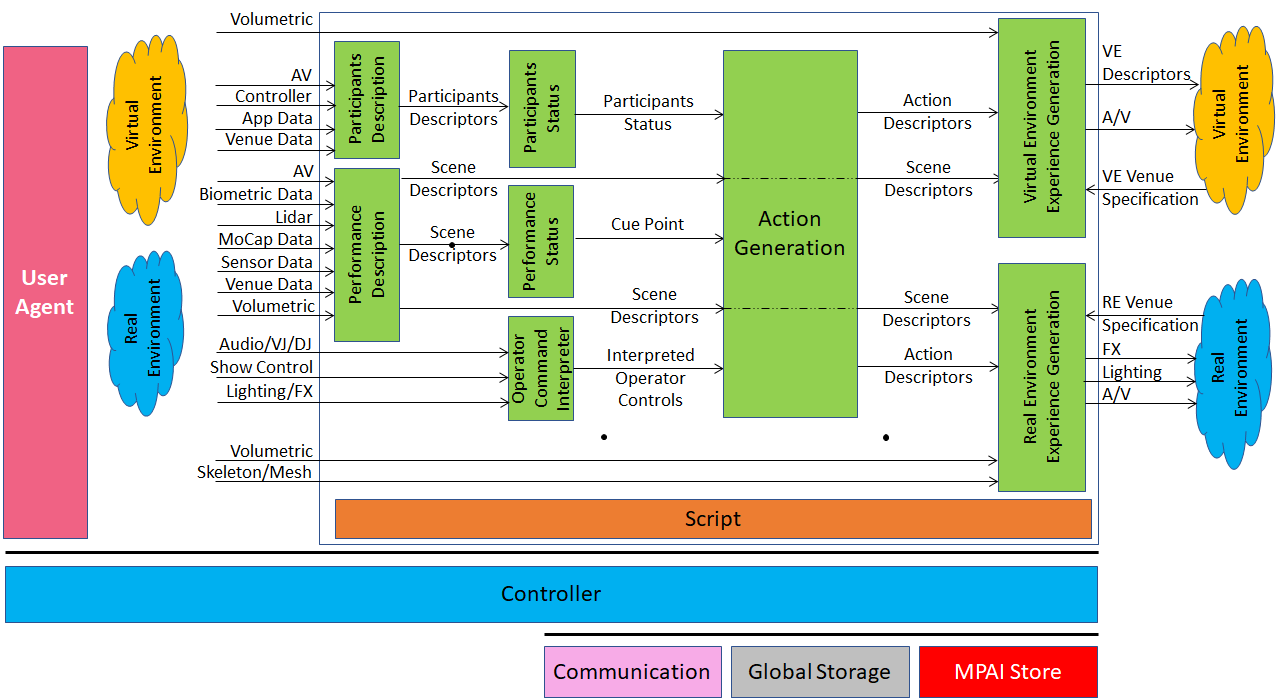 User
Agent
Virtual
Environment
Real
Environment
Volumetric
AV
Controller
App Data
Venue Data
AV
Biometric Data
Lidar
MoCap Data
Sensor Data
Venue Data
Volumetric
Audio/VJ/DJ
Show Control
Lighting/FX
Volumetric
Skeleton/Mesh
Participants
Description
Performance
Description
Participants
Descriptors
Scene
Descriptors
Scene
Descriptors
Participants
Status
Performance
Status
Operator
Command
Interpreter
Participants
Status
Cue Point
Scene
Descriptors
Interpreted
Operator
Controls
Action
Generation
Action
Descriptors
Scene
Descriptors
Scene
Descriptors
Action
Descriptors
Virtual Environment
Experience Generation
Real Environment
Experience Generation
VE
Descriptors
A/V
VE Venue
Specification
RE Venue
Specification
FX
Lighting
A/V
Virtual
Environment
Real
Environment
Script
Controller
Communication
Global Storage
MPAI Store